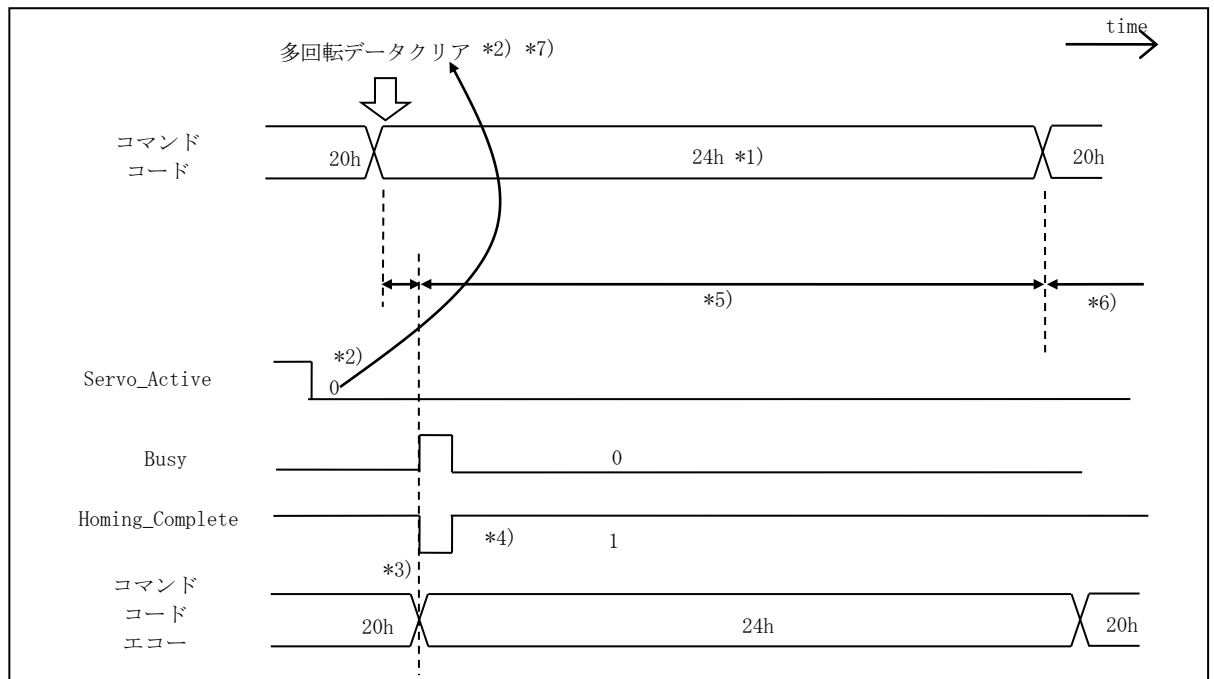 time
多回転データクリア *2) *7)
コマンド
コード
20h
24h *1)
20h
*5)
*6)
*2)
Servo_Active
0
Busy
0
Homing_Complete
*4)
1
*3)
コマンド
コード
エコー
20h
24h
20h